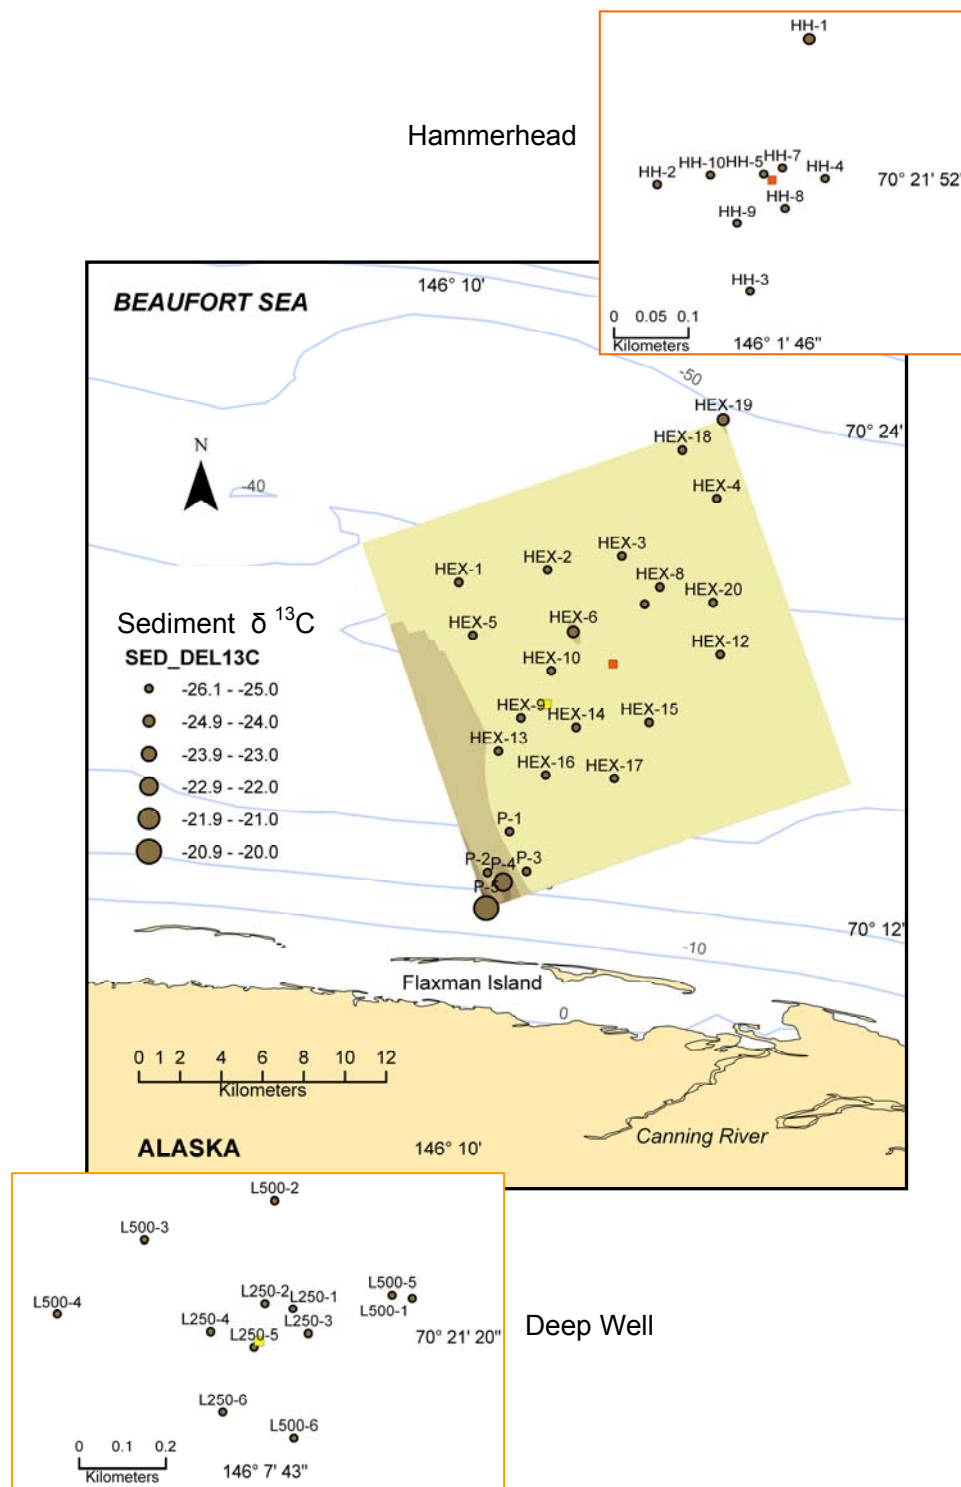 HH-1
Hammerhead
HH-2
HH-10
HH-5
HH-7
HH-4
70° 21' 52"
HH-8
HH-9
HH-3
0 0.05 0.1
Kilometers
146° 1' 46"
BEAUFORT SEA
146° 10'
-50
HEX-19
70° 24'
HEX-18
N
-40
HEX-4
HEX-3
HEX-2
HEX-1
HEX-8
HEX-20
Sediment δ 13C
HEX-6
HEX-5
HEX-12
SED_DEL13C
HEX-10
-26.1 - -25.0
-24.9 - -24.0
-23.9 - -23.0
-22.9 - -22.0
-21.9 - -21.0
-20.9 - -20.0
HEX-9
HEX-14
HEX-15
HEX-13
HEX-16
HEX-17
P-1
P-2
P-4
P-3
P-5
70° 12'
-10
Flaxman Island
0
0 1 2 4 6 8 10 12
Kilometers
Canning River
ALASKA
146° 10'
L500-2
L500-3
L500-4
L250-2
L250-1
L500-5
L500-1
L250-4
L250-3
L250-5
70° 21' 20"
Deep Well
L250-6
L500-6
0 0.1 0.2
Kilometers
146° 7' 43"